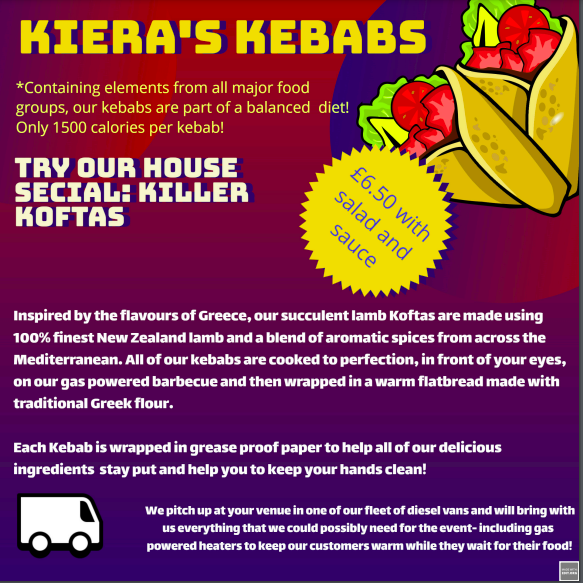 KIERA'S KEBABS
*Containing elements from all major food
groups, our kebabs are part of a balanced diet!
Only 1500 calories per kebab!
TRY OUR HOUSE
SECIAL: KILLER
KOFTAS
£6.50 with
salad and
sauce
Inspired by the flavours of Greece, our succulent lamb Koftas are made using
100% finest New Zealand lamb and a blend of aromatic spices from across the
Mediterranean. All of our kebabs are cooked to perfection, in front of your eyes,
on our gas powered barbecue and then wrapped in a warm flatbread made with
traditional Greek flour.
Each Kebab is wrapped in grease proof paper to help all of our delicious
ingredients stay put and help you to keep your hands clean!
We pitch up at your venue in one of our fleet of diesel vans and will bring with
us everything that we could possibly need for the event- including gas
powered heaters to keep our customers warm while they wait for their food!